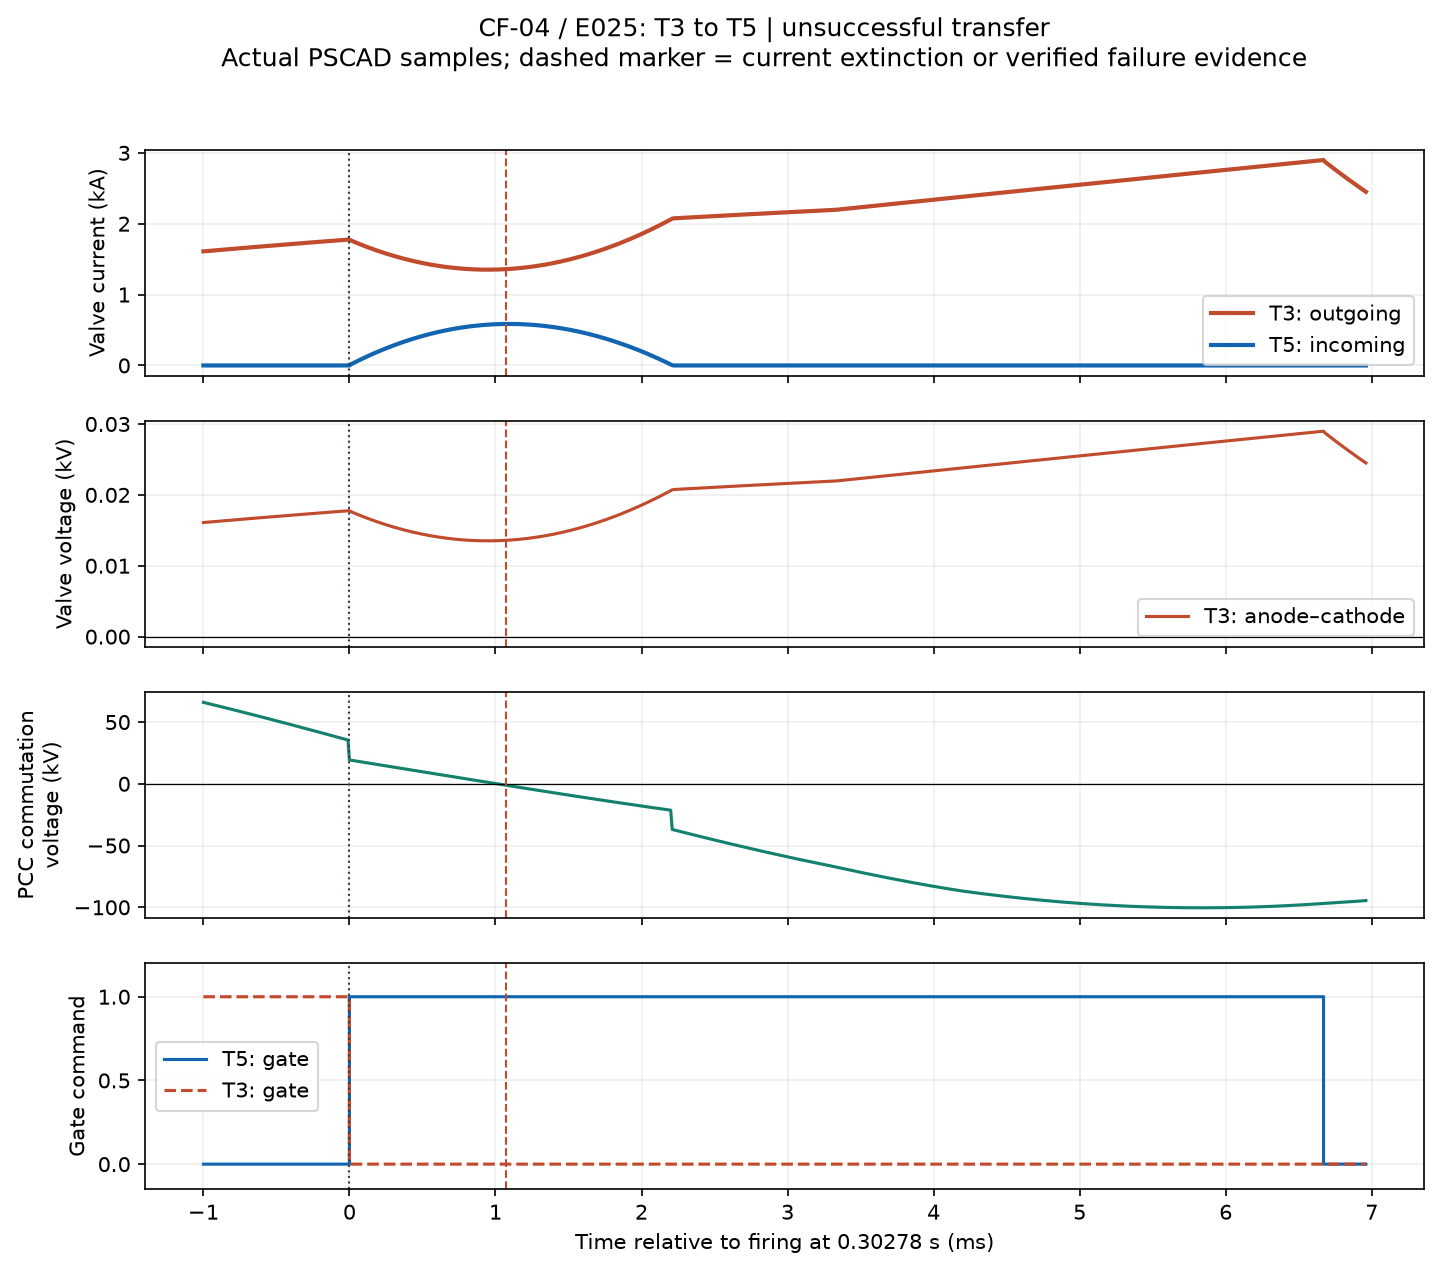 CF-04 / E025: T3 to T5 | unsuccessful transfer
Actual PSCAD samples; dashed marker = current extinction or verified failure evidence
Valve current (kA)
3
2
1
0
T3: outgoing
T5: incoming
Valve voltage (kV)
0.03
0.02
0.01
0.00
T3: anode–cathode
PCC commutation
voltage (kV)
50
0
−50
−100
Gate command
1.0
0.5
0.0
T5: gate
T3: gate
−1 0 1 2 3 4 5 6 7
Time relative to firing at 0.30278 s (ms)